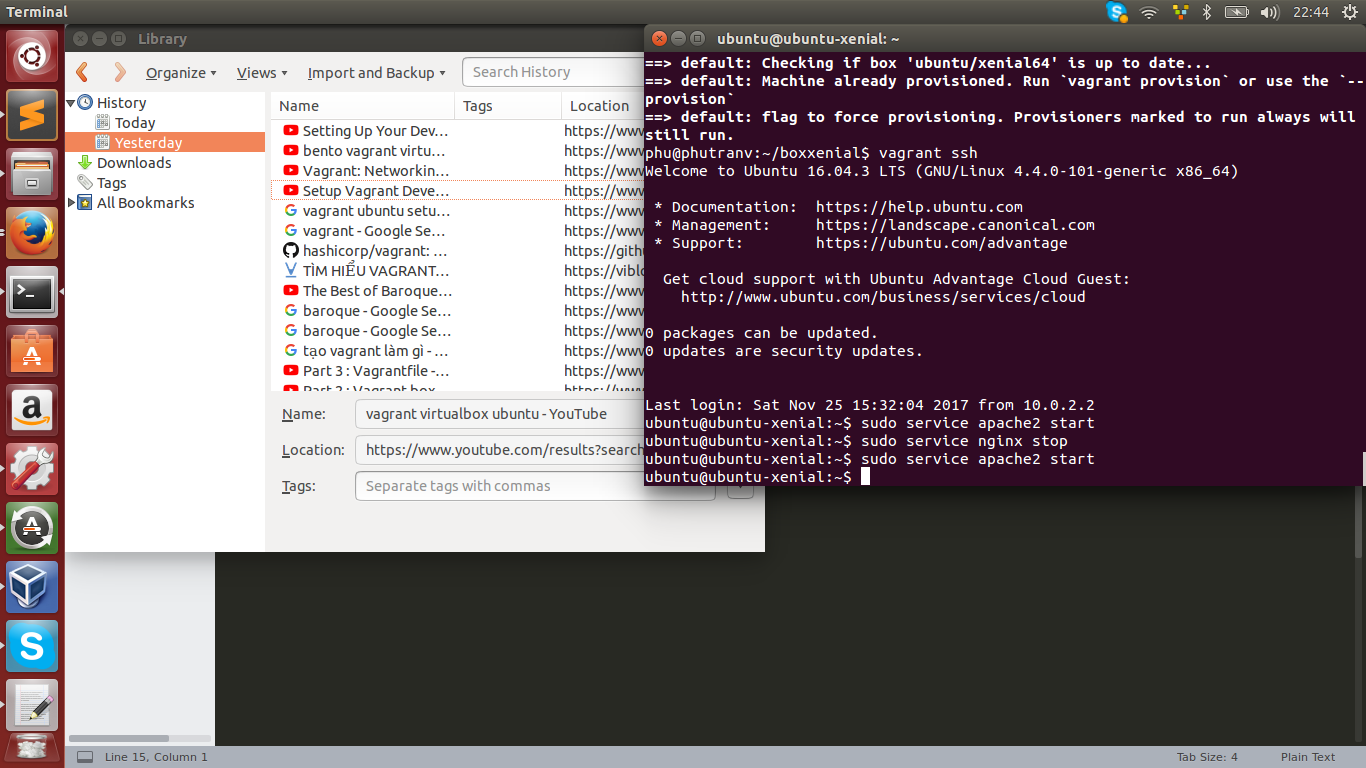 Terminal
22:44
Library
Organize
Views
Import and Backup
Search History
History
Today
Yesterday
Downloads
Tags
All Bookmarks
Name
Tags
Location
Setting Up Your Dev...
https://www
bento vagrant virtu...
https://www
Vagrant: Networkin...
https://www
Setup Vagrant Deve...
https://www
vagrant ubuntu setu...
https://www
vagrant - Google Se...
https://www
hashicorp/vagrant: ...
https://gith
TÌM HIỂU VAGRANT...
https://viblo
The Best of Baroque...
https://www
baroque - Google Se...
https://www
baroque - Google Se...
https://www
tạo vagrant làm gì - ...
https://www
Part 3 : Vagrantfile -...
https://www
Part 2 : Vagrant box
https://www
Name:
vagrant virtualbox ubuntu - YouTube
Location:
https://www.youtube.com/results?search
Tags:
Separate tags with commas
ubuntu@ubuntu-xenial: ~
==> default: Checking if box 'ubuntu/xenial64' is up to date...
==> default: Machine already provisioned. Run `vagrant provision` or use the `--
provision`
==> default: flag to force provisioning. Provisioners marked to run always will
still run.
phu@phutranv:~/boxxenial$ vagrant ssh
Welcome to Ubuntu 16.04.3 LTS (GNU/Linux 4.4.0-101-generic x86_64)
* Documentation:  https://help.ubuntu.com
* Management:     https://landscape.canonical.com
* Support:        https://ubuntu.com/advantage
Get cloud support with Ubuntu Advantage Cloud Guest:
http://www.ubuntu.com/business/services/cloud
0 packages can be updated.
0 updates are security updates.
Last login: Sat Nov 25 15:32:04 2017 from 10.0.2.2
ubuntu@ubuntu-xenial:~$ sudo service apache2 start
ubuntu@ubuntu-xenial:~$ sudo service nginx stop
ubuntu@ubuntu-xenial:~$ sudo service apache2 start
ubuntu@ubuntu-xenial:~$
Line 15, Column 1
Tab Size: 4
Plain Text